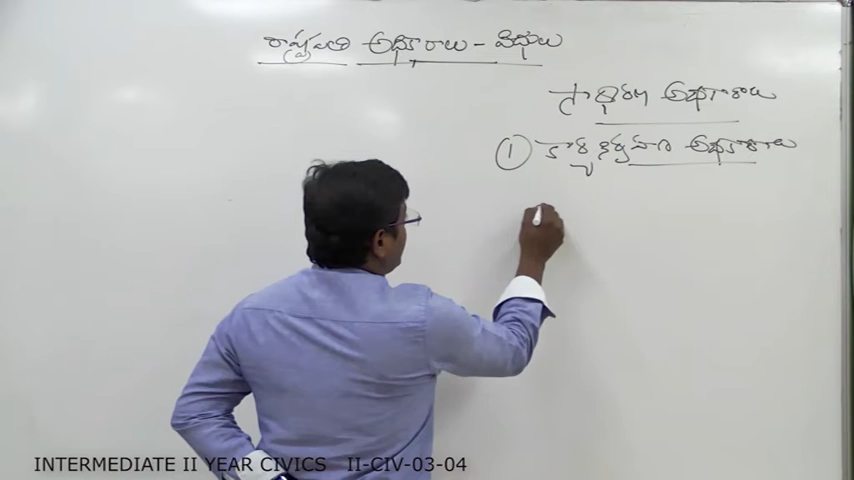 రాష్ట్రపతి అధికారాలు - విధులు
సాధారణ అధికారాలు
① కార్యనిర్వహణ అధికారాలు
INTERMEDIATE II YEAR CIVICS II-CIV-03-04